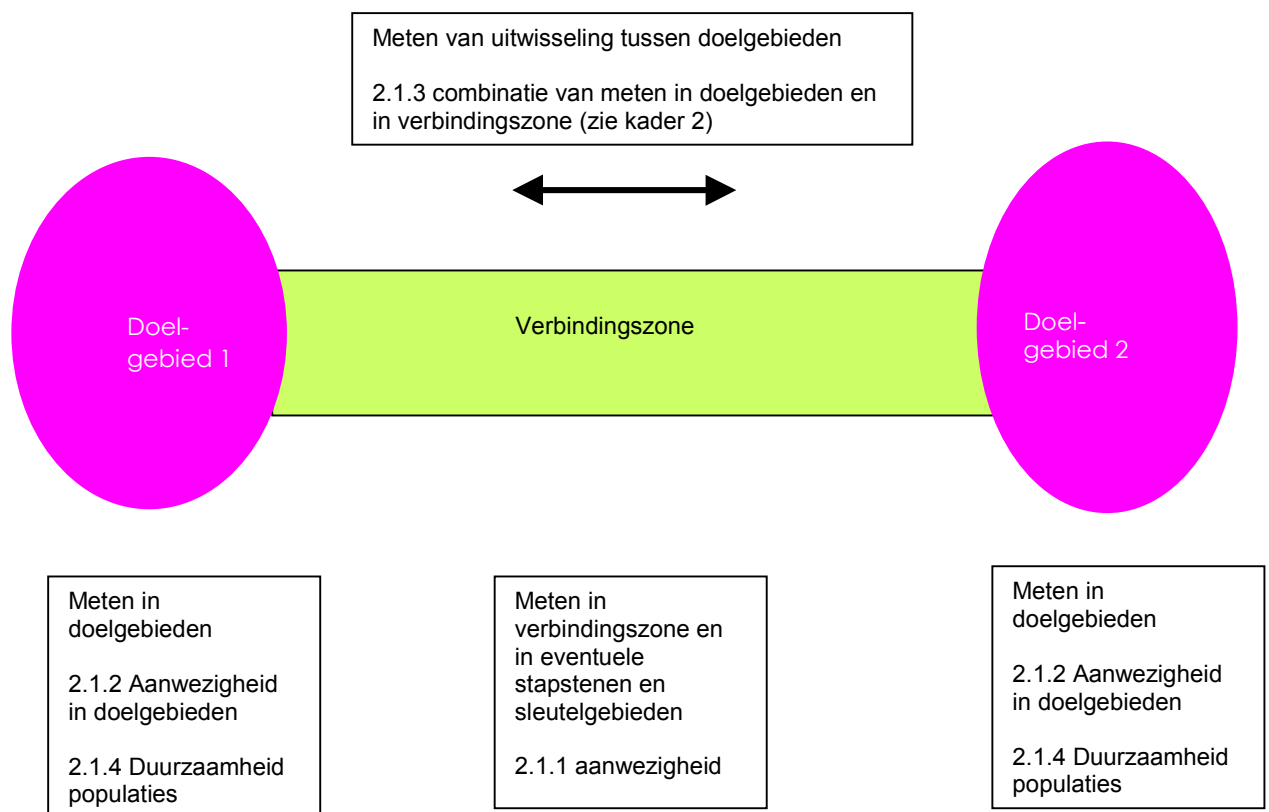 Meten van uitwisseling tussen doelgebieden
2.1.3 combinatie van meten in doelgebieden en
in verbindingszone (zie kader 2)
Doel-
gebied 1
Verbindingszone
Doel-
gebied 2
Meten in
doelgebieden
2.1.2 Aanwezigheid
in doelgebieden
2.1.4 Duurzaamheid
populaties
Meten in
verbindingszone en
in eventuele
stapstenen en
sleutelgebieden
2.1.1 aanwezigheid
Meten in
doelgebieden
2.1.2 Aanwezigheid
in doelgebieden
2.1.4 Duurzaamheid
populaties